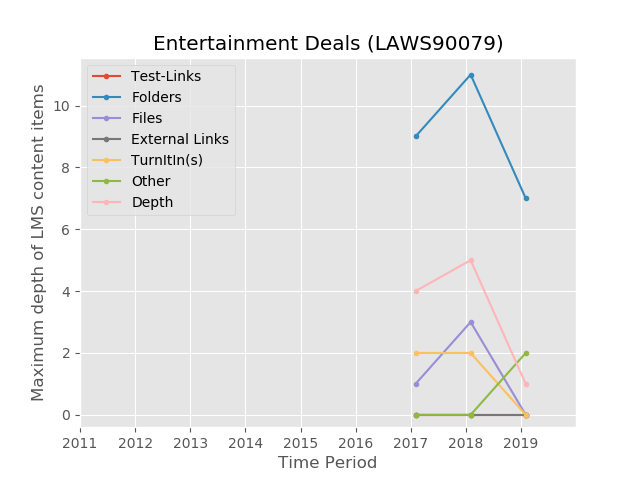 Entertainment Deals (LAWS90079)
Test-Links
Folders
Files
External Links
TurnItIn(s)
Other
Depth
Maximum depth of LMS content items
10
8
6
4
2
0
2011 2012 2013 2014 2015 2016 2017 2018 2019
Time Period